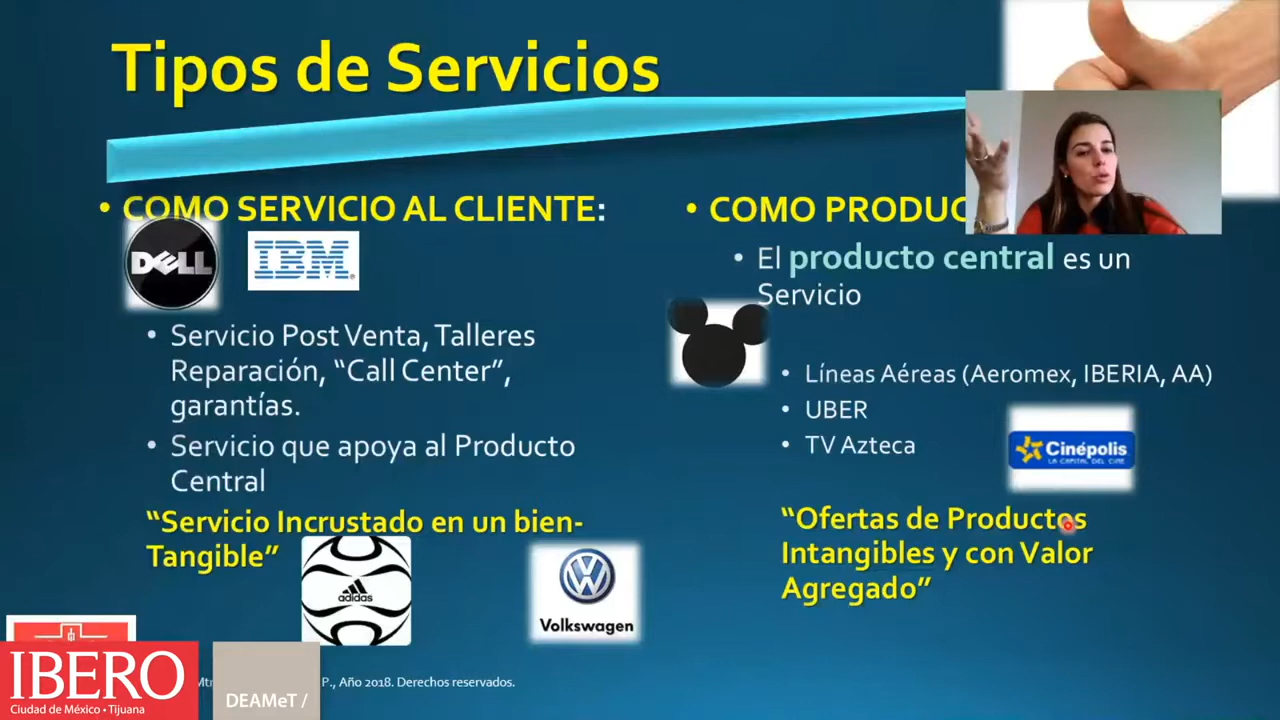 Tipos de Servicios
• COMO SERVICIO AL CLIENTE:
DELL
IBM
• Servicio Post Venta, Talleres
Reparación, “Call Center”,
garantías.
• Servicio que apoya al Producto
Central
“Servicio Incrustado en un bien-
Tangible”
adidas
Volkswagen
• COMO
• El producto central es un
Servicio
• Líneas Aéreas (Aeromex, IBERIA, AA)
• UBER
• TV Azteca
Cinépolis
LA CAPITAL DEL CINE
“Ofertas de Productos
Intangibles y con Valor
Agregado”
IBERO
Ciudad de México • Tijuana
DEAMeT /
P., Año 2018. Derechos reservados.